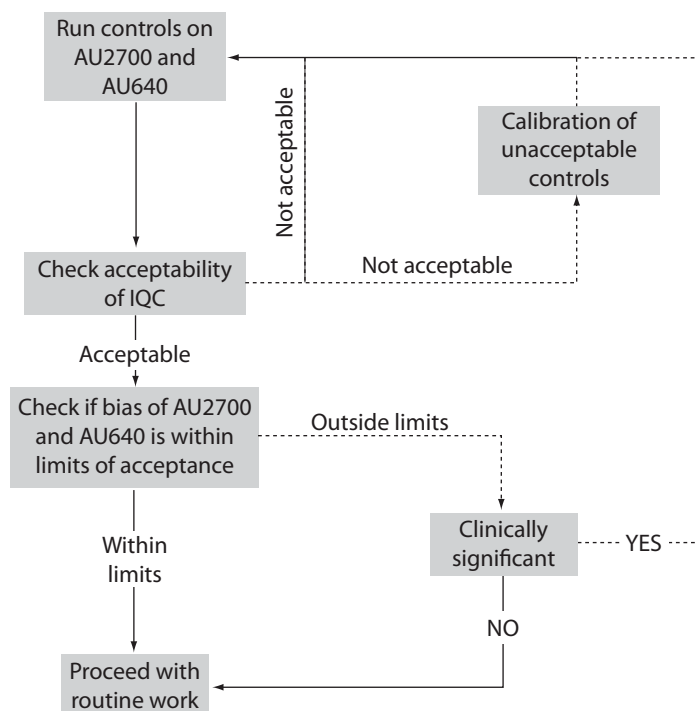 Run controls on
AU2700 and
AU640
Not acceptable
Calibration of
unacceptable
controls
Check acceptability
of IQC
Not acceptable
Acceptable
Check if bias of AU2700
and AU640 is within
limits of acceptance
Outside limits
Within
limits
Clinically
significant
YES
NO
Proceed with
routine work